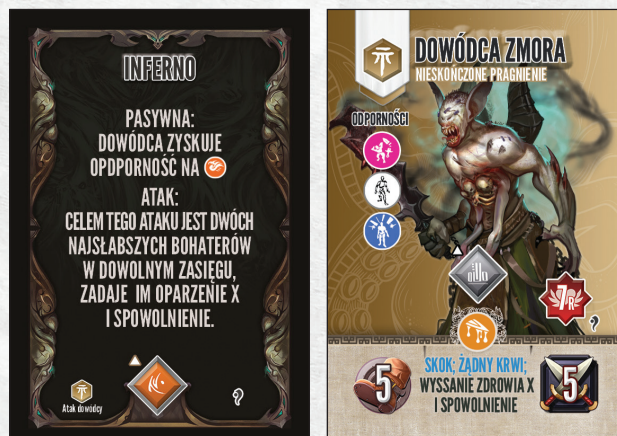 INFERNO
PASYWNA:
DOWÓDCA ZYSKUJE
OPDPORNOŚĆ NA
ATAK:
CELEM TEGO ATAKU JEST DWÓCH
NAJSŁABSZYCH BOHATERÓW
W DOWOLNYM ZASIĘGU,
ZADAJE IM OPARZENIE X
I SPOWOLNIENIE.
Atak dowódcy
DOWÓDCA ZMORA
NIESKOŃCZONE PRAGNIENIE
ODPORNOŚCI
7R
5
SKOK; ŻĄDNY KRWI;
WYSSANIE ZDROWIA X
I SPOWOLNIENIE
5